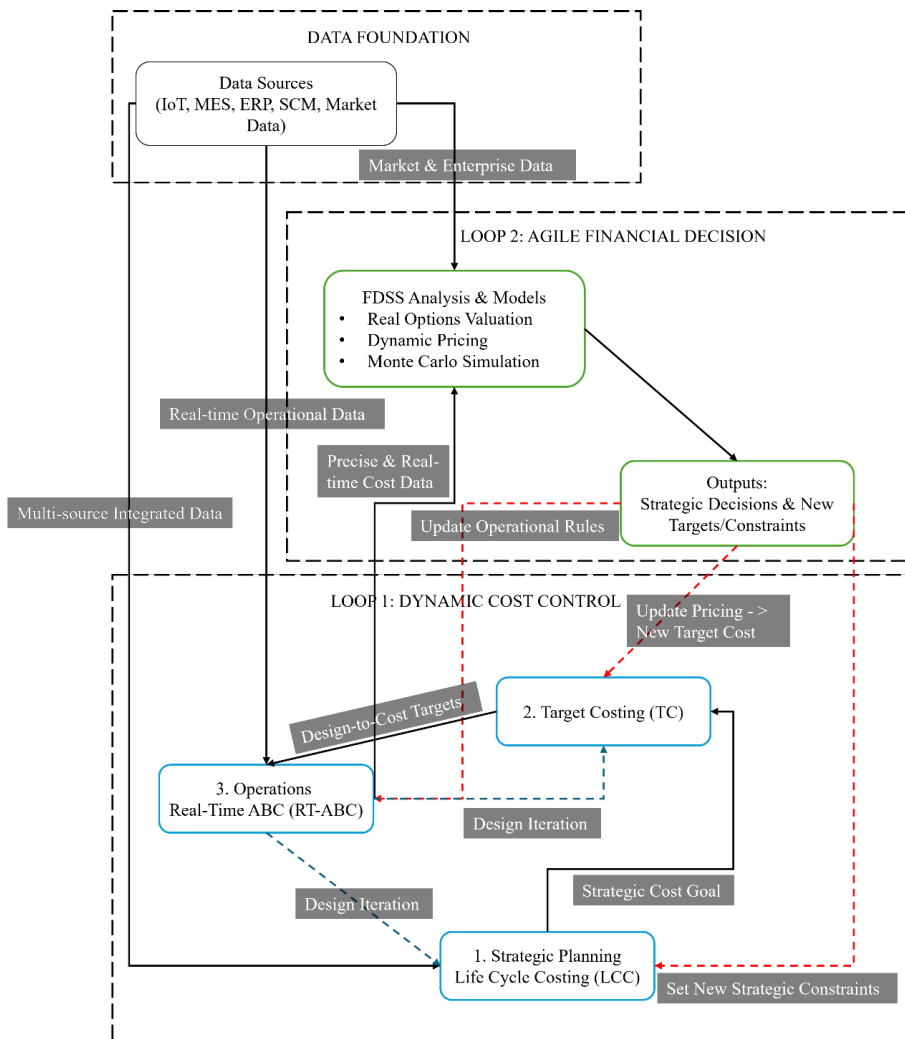 DATA FOUNDATION
Data Sources
(IoT, MES, ERP, SCM, Market
Data)
Market & Enterprise Data
LOOP 2: AGILE FINANCIAL DECISION
FDSS Analysis & Models
• Real Options Valuation
• Dynamic Pricing
• Monte Carlo Simulation
Real-time Operational Data
Precise & Real-
time Cost Data
Multi-source Integrated Data
Update Operational Rules
Outputs:
Strategic Decisions & New
Targets/Constraints
LOOP 1: DYNAMIC COST CONTROL
Update Pricing - >
New Target Cost
Design-to-Cost Targets
2. Target Costing (TC)
3. Operations
Real-Time ABC (RT-ABC)
Design Iteration
Design Iteration
Strategic Cost Goal
1. Strategic Planning
Life Cycle Costing (LCC)
Set New Strategic Constraints